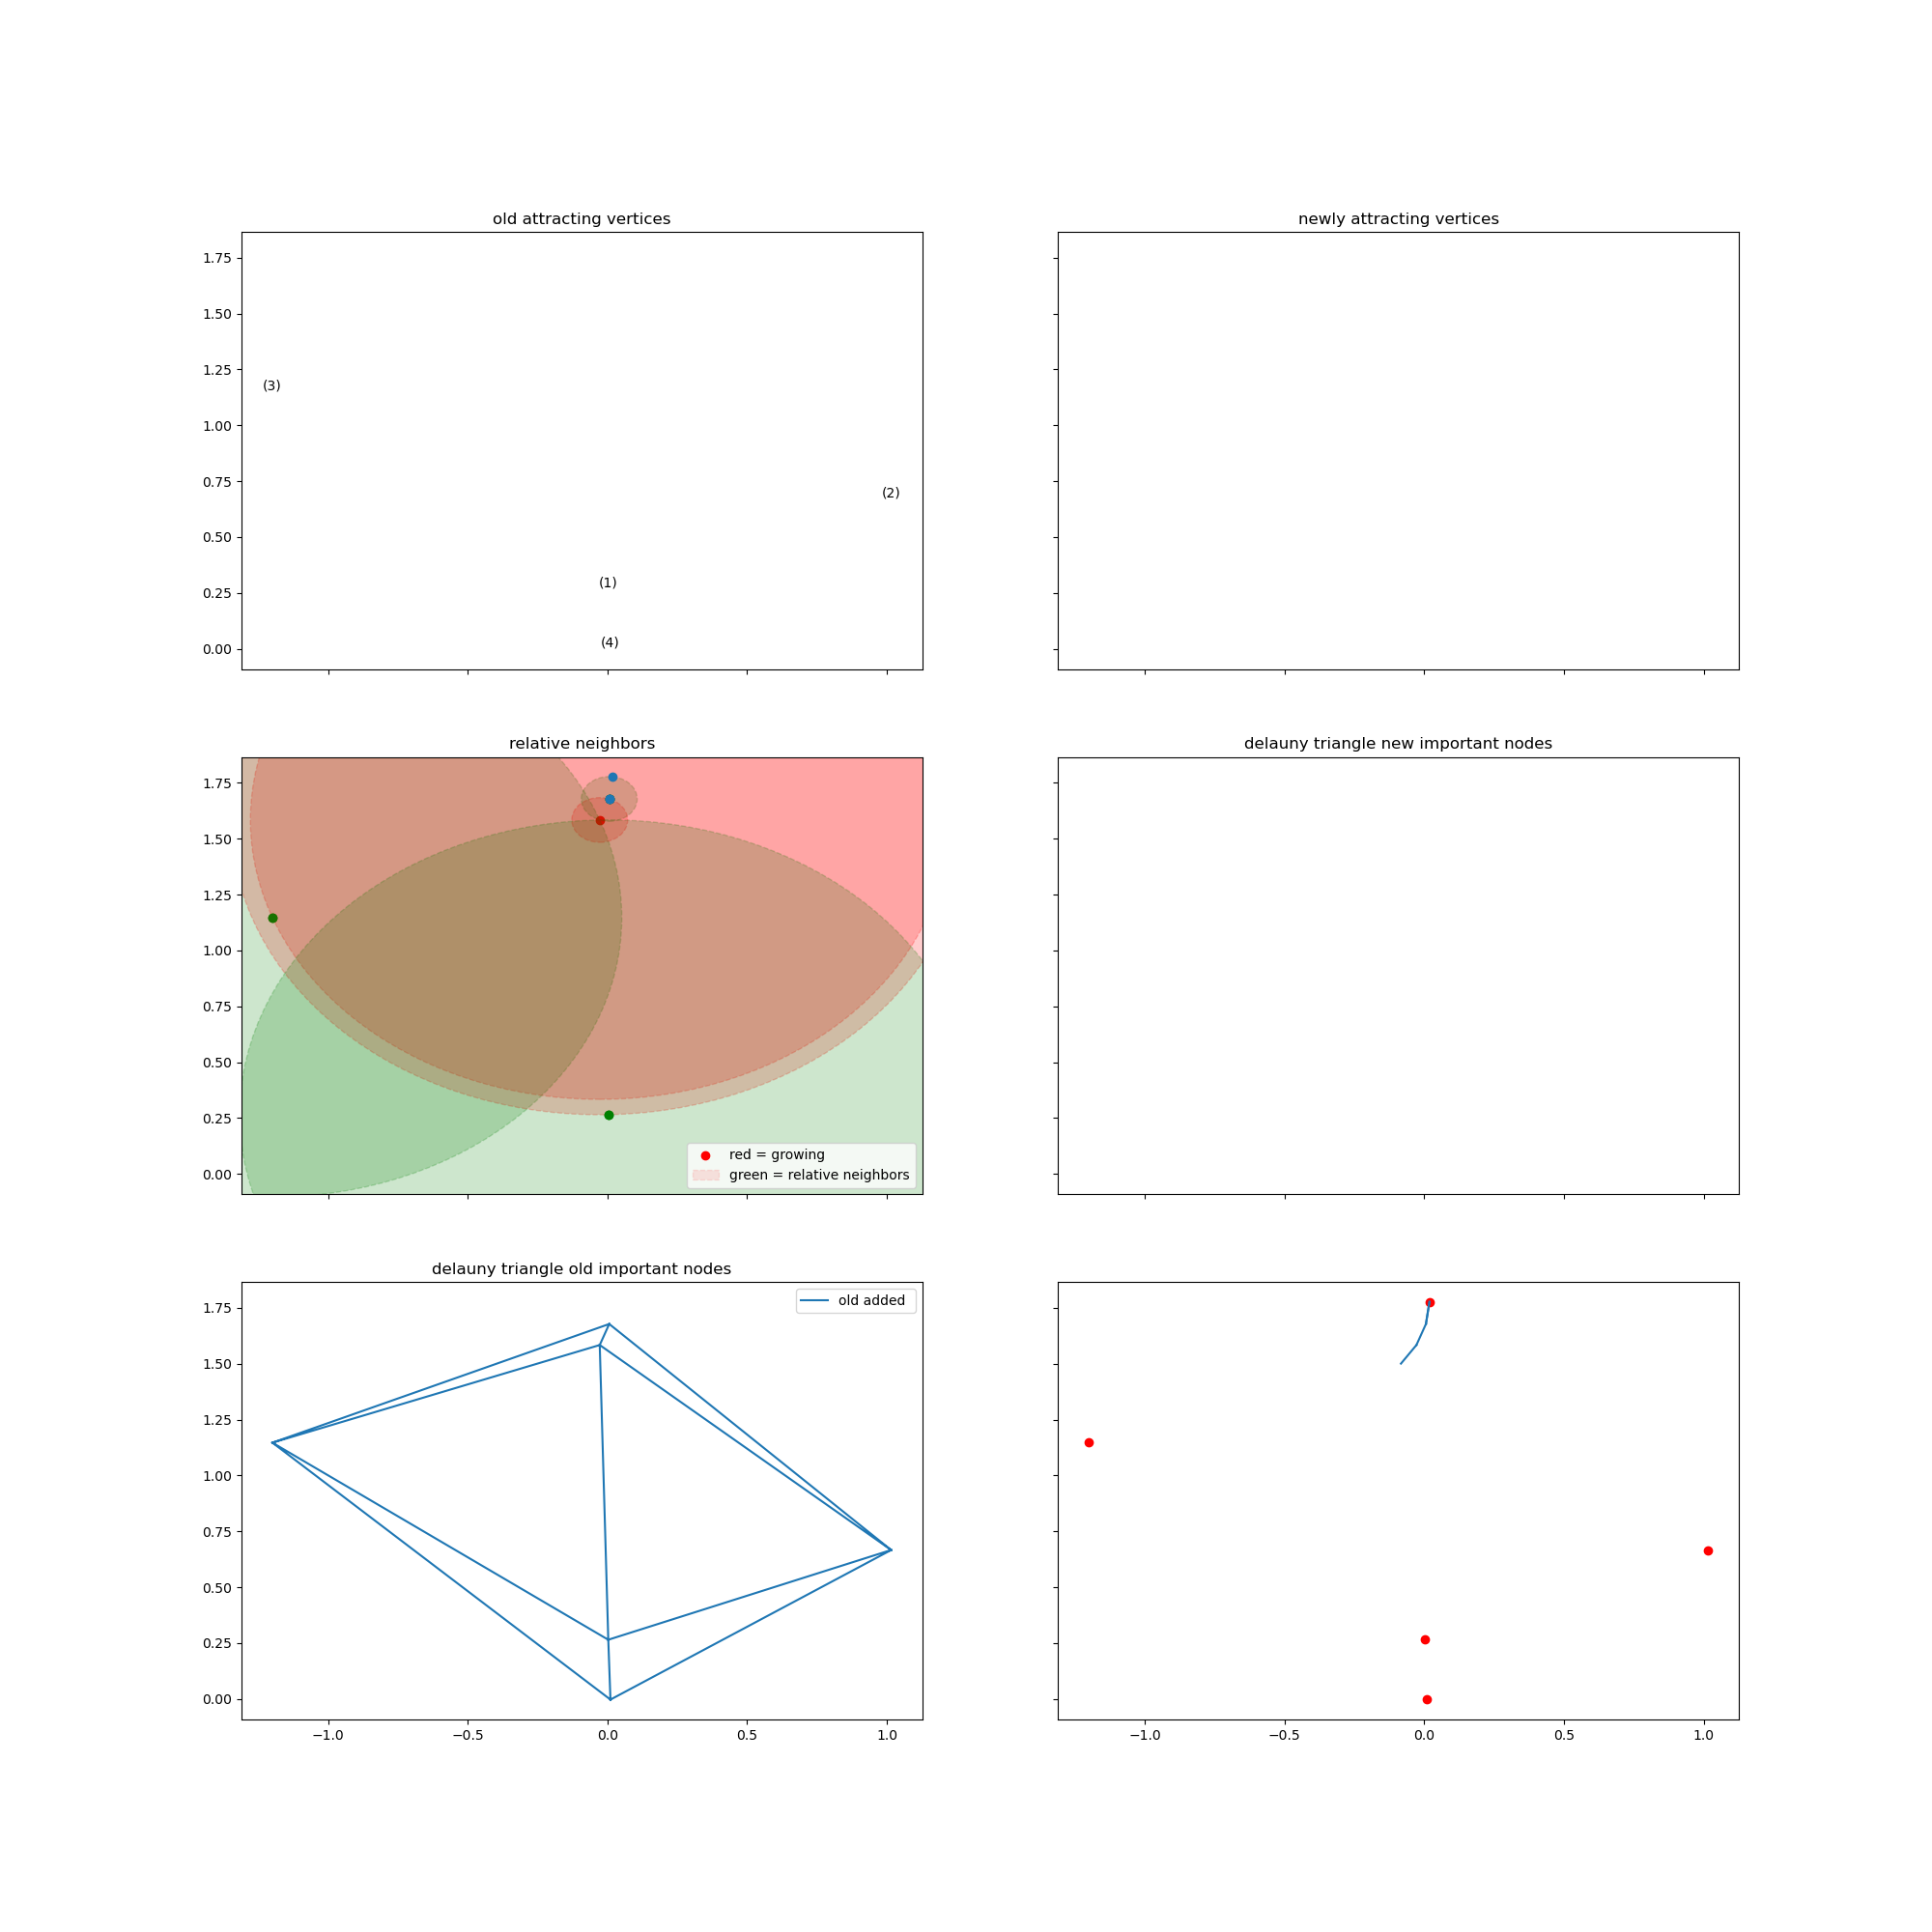 old attracting vertices
newly attracting vertices
1.75
1.50
1.25
1.00
0.75
0.50
0.25
0.00
(3)
(2)
(1)
(4)
relative neighbors
delauny triangle new important nodes
1.75
1.50
1.25
1.00
0.75
0.50
0.25
0.00
red = growing
green = relative neighbors
delauny triangle old important nodes
old added
1.75
1.50
1.25
1.00
0.75
0.50
0.25
0.00
−1.0 −0.5 0.0 0.5 1.0
−1.0 −0.5 0.0 0.5 1.0